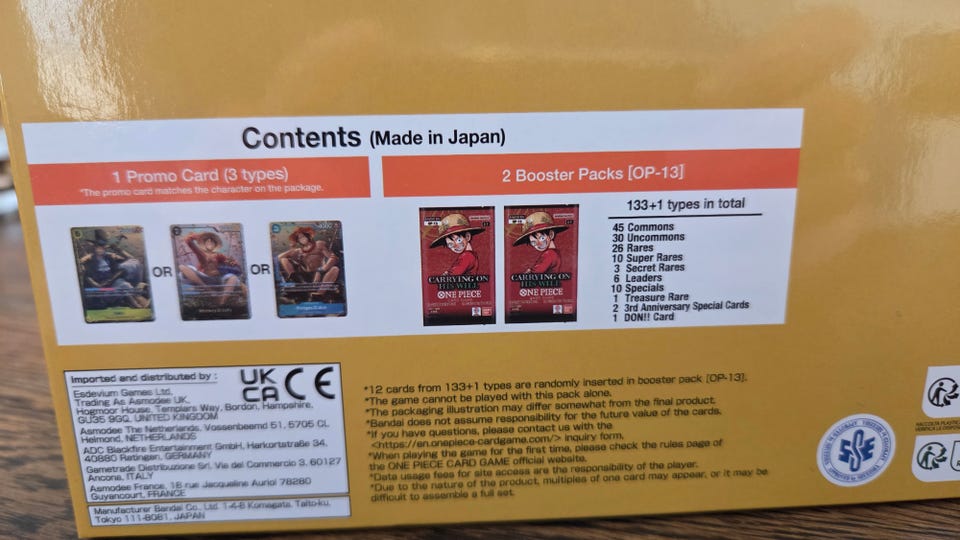 Contents (Made in Japan)
1 Promo Card (3 types)
*The promo card matches the character on the package.
OR
OR
2 Booster Packs [OP-13]
CARRYING ON
HIS WILL
ONE PIECE
CARRYING ON
HIS WILL
ONE PIECE
133+1 types in total
45 Commons
30 Uncommons
26 Rares
10 Super Rares
3 Secret Rares
6 Leaders
10 Specials
1 Treasure Rare
2 3rd Anniversary Special Cards
1 DON!! Card
Imported and distributed by :
Esdevium Games Ltd,
Trading As Asmodee UK,
Hogmoor House, Templars Way, Bordon, Hampshire,
GU35 9GQ, UNITED KINGDOM
Asmodee The Netherlands, Vossenbeemd 51, 5705 CL
Helmond, NETHERLANDS
ADC Blackfire Entertainment GmbH, Harkortstraße 34,
40880 Ratingen, GERMANY
Gametrade Distribuzione Srl, Via del Commercio 3, 60127
Ancona, ITALY
Asmodee France, 18 rue Jacqueline Auriol 78280
Guyancourt, FRANCE
Manufacturer Bandai Co., Ltd. 1-4-8 Komagata, Taito-ku,
Tokyo 111-8081, JAPAN
UK
CA
CE
*12 cards from 133+1 types are randomly inserted in booster pack [OP-13].
*The game cannot be played with this pack alone.
*The packaging illustration may differ somewhat from the final product.
*Bandai does not assume responsibility for the future value of the cards.
*If you have questions, please contact us with the
<https://en.onepiece-cardgame.com/> inquiry form.
*When playing the game for the first time, please check the rules page of
the ONE PIECE CARD GAME official website.
*Data usage fees for site access are the responsibility of the player.
*Due to the nature of the product, multiples of one card may appear, or it may be
difficult to assemble a full set.